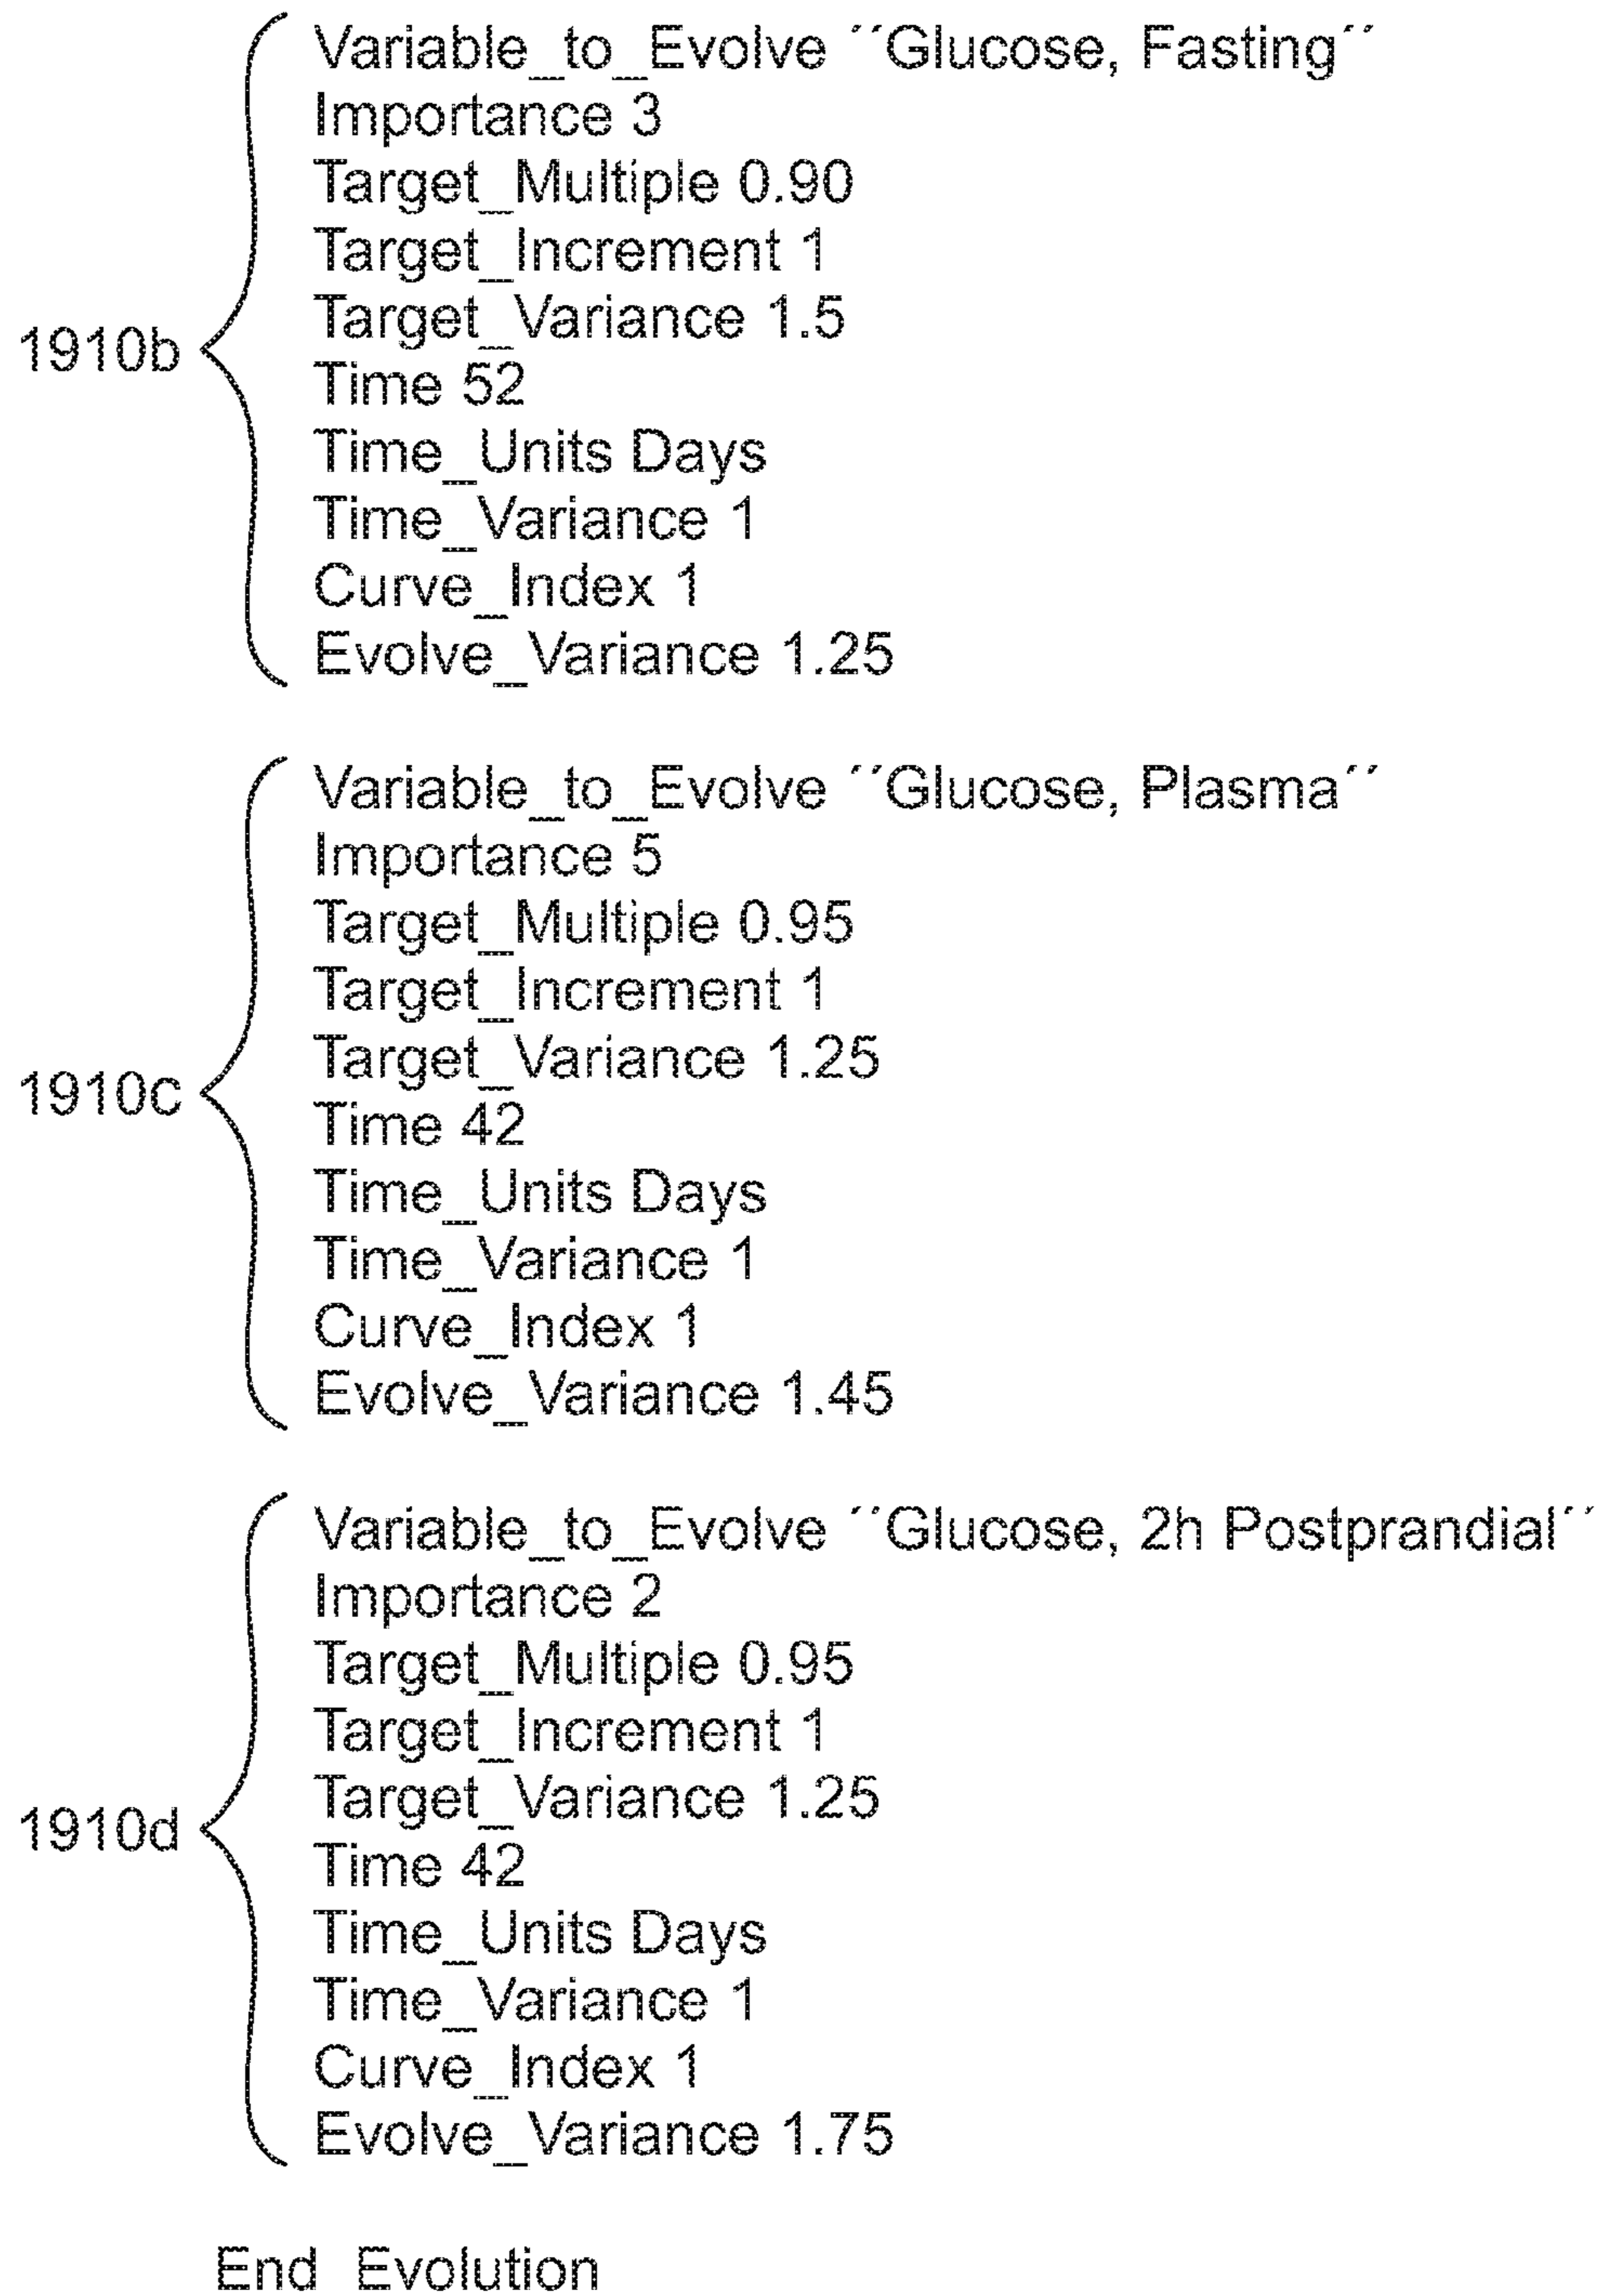 Variable_to_Evolve ´´Glucose, Fasting´´
Importance 3
Target_Multiple 0.90
Target_Increment 1
Target_Variance 1.5
1910b
Time 52
Time_Units Days
Time_Variance 1
Curve_Index 1
Evolve_Variance 1.25
Variable_to_Evolve ´´Glucose, Plasma´´
Importance 5
Target_Multiple 0.95
Target_Increment 1
Target_Variance 1.25
1910c
Time 42
Time_Units Days
Time_Variance 1
Curve_Index 1
Evolve_Variance 1.45
Variable_to_Evolve ´´Glucose, 2h Postprandial´´
Importance 2
Target_Multiple 0.95
Target_Increment 1
Target_Variance 1.25
1910d
Time 42
Time_Units Days
Time_Variance 1
Curve_Index 1
Evolve_Variance 1.75
End_Evolution